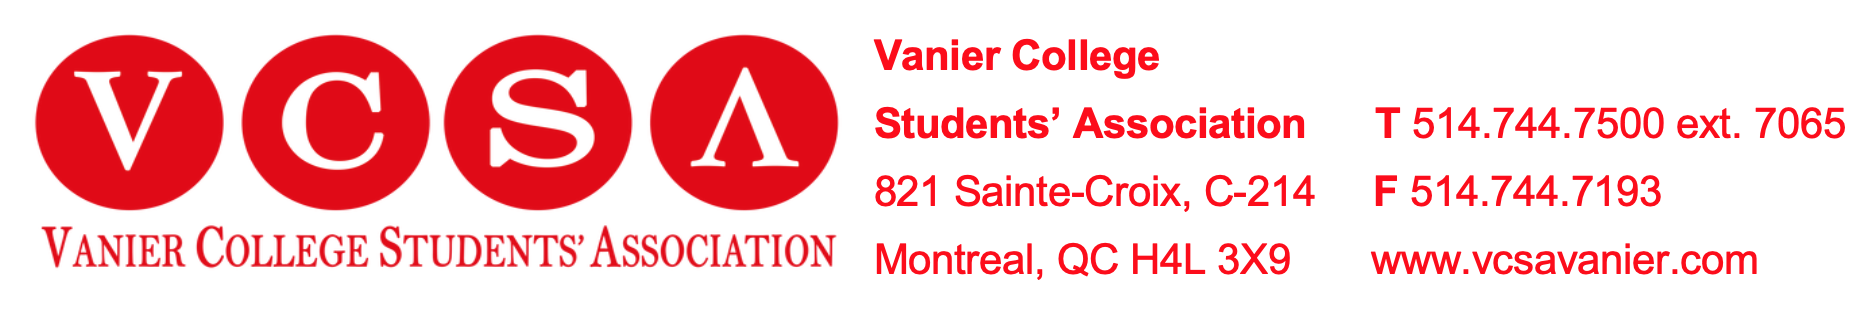 VCSA
VANIER COLLEGE STUDENTS' ASSOCIATION
Vanier College
Students’ Association
821 Sainte-Croix, C-214
Montreal, QC H4L 3X9
T 514.744.7500 ext. 7065
F 514.744.7193
www.vcsavanier.com